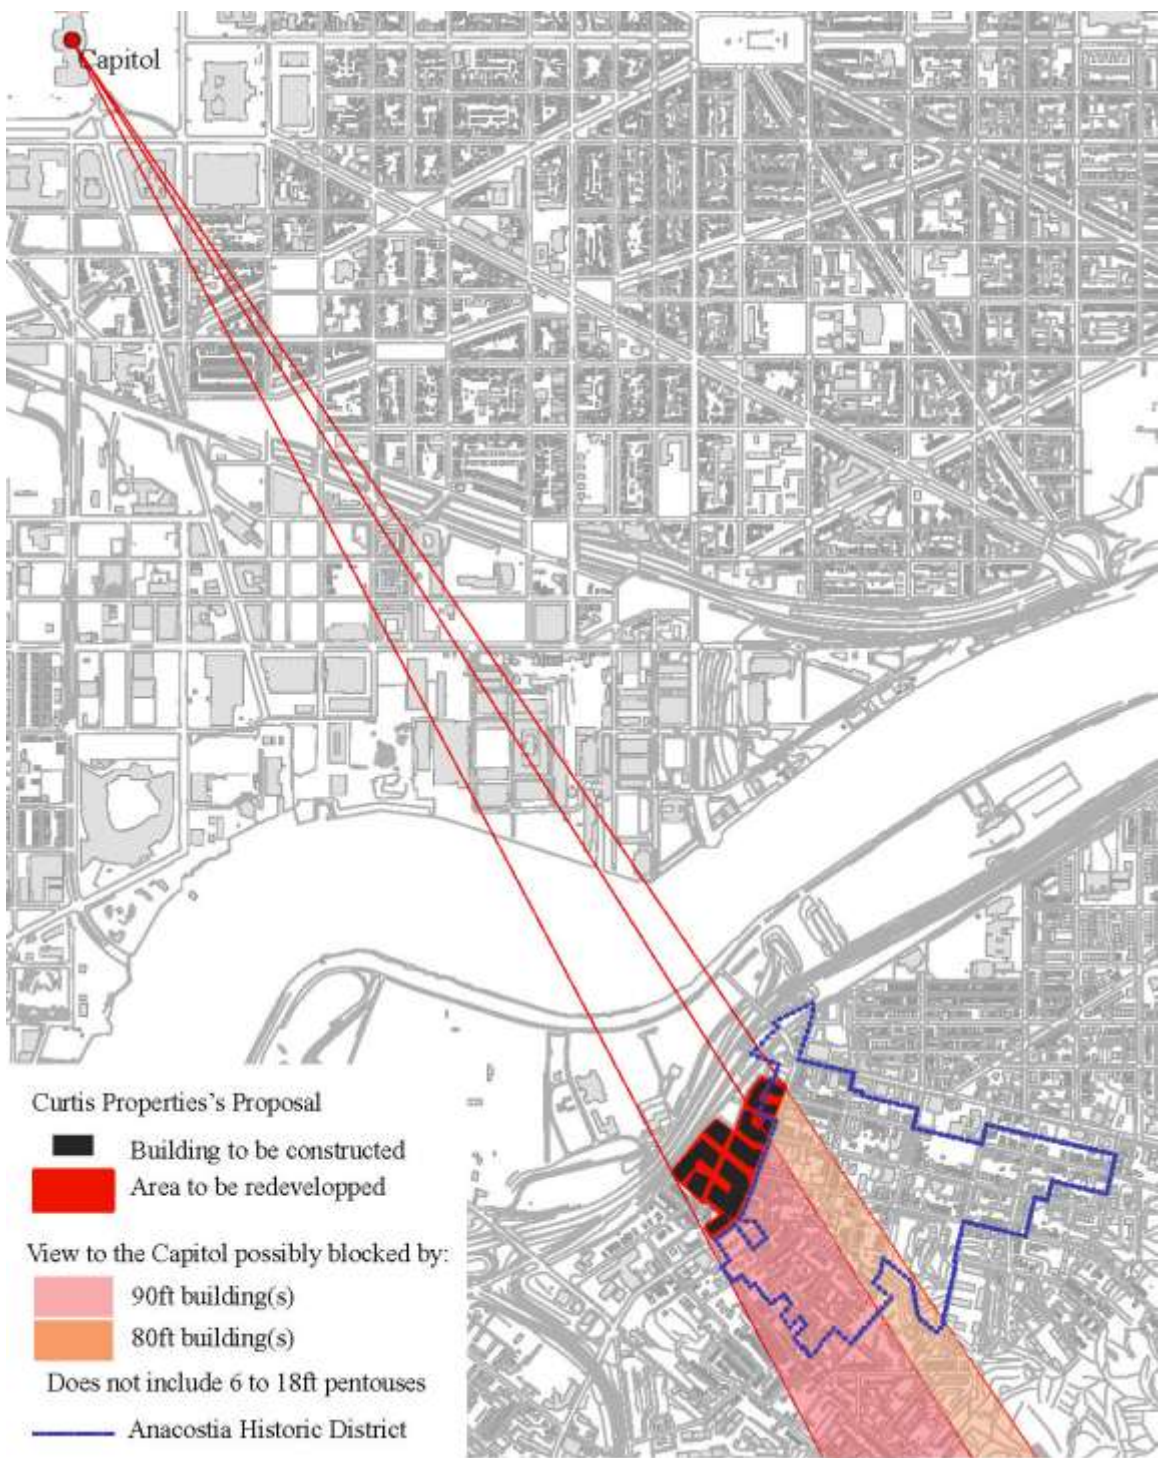 Capitol
Curtis Properties's Proposal
Building to be constructed
Area to be redevelopped
View to the Capitol possibly blocked by:
90ft building(s)
80ft building(s)
Does not include 6 to 18ft pentouses
Anacostia Historic District